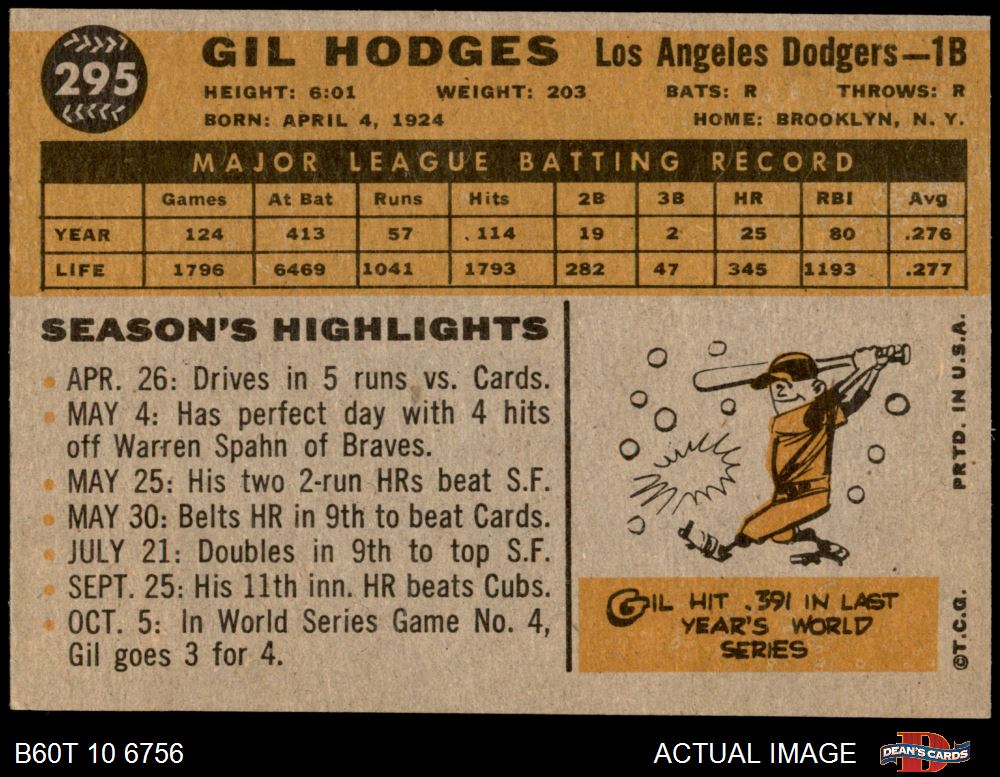 295
GIL HODGES Los Angeles Dodgers—1B
HEIGHT: 6:01 WEIGHT: 203 BATS: R THROWS: R
BORN: APRIL 4, 1924 HOME: BROOKLYN, N. Y.
MAJOR LEAGUE BATTING RECORD
Games At Bat Runs Hits 2B 3B HR RBI Avg
YEAR 124 413 57 .114 19 2 25 80 .276
LIFE 1796 6469 1041 1793 282 47 345 1193 .277
SEASON'S HIGHLIGHTS
• APR. 26: Drives in 5 runs vs. Cards.
• MAY 4: Has perfect day with 4 hits
off Warren Spahn of Braves.
• MAY 25: His two 2-run HRs beat S.F.
• MAY 30: Belts HR in 9th to beat Cards.
• JULY 21: Doubles in 9th to top S.F.
• SEPT. 25: His 11th inn. HR beats Cubs.
• OCT. 5: In World Series Game No. 4,
Gil goes 3 for 4.
GIL HIT .391 IN LAST
YEAR'S WORLD
SERIES
PRTD. IN U.S.A.
©T.C.G.
B60T 10 6756
ACTUAL IMAGE
DEAN'S CARDS